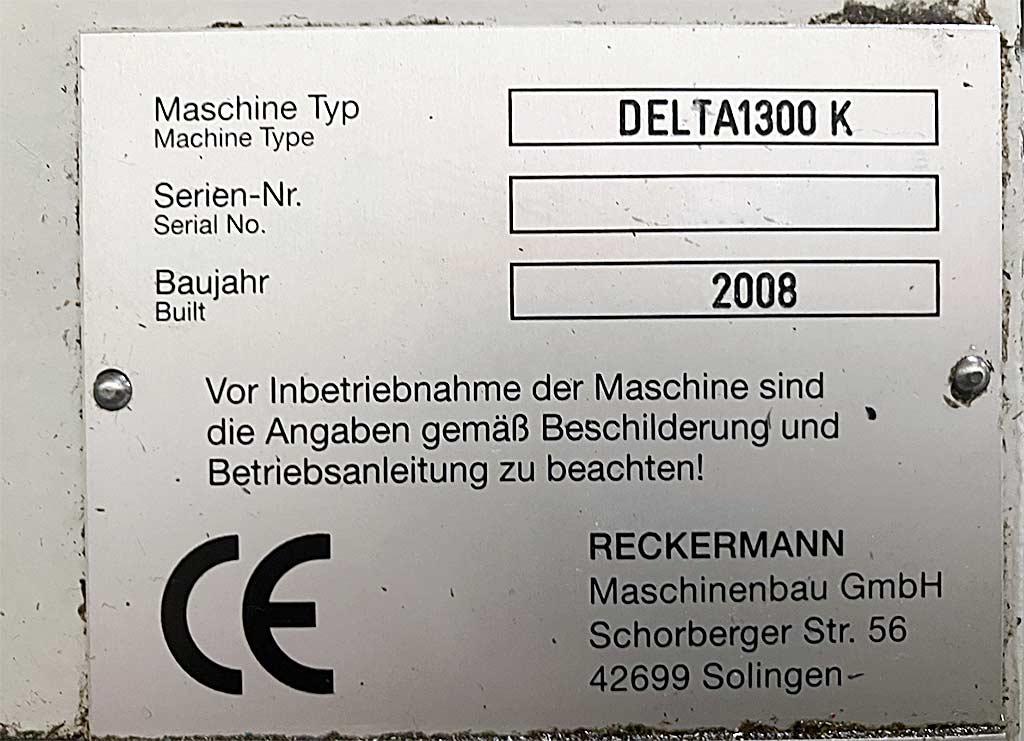 Maschine Typ
Machine Type
DELTA1300 K
Serien-Nr.
Serial No.
Baujahr
Built
2008
Vor Inbetriebnahme der Maschine sind
die Angaben gemäß Beschilderung und
Betriebsanleitung zu beachten!
CE
RECKERMANN
Maschinenbau GmbH
Schorberger Str. 56
42699 Solingen